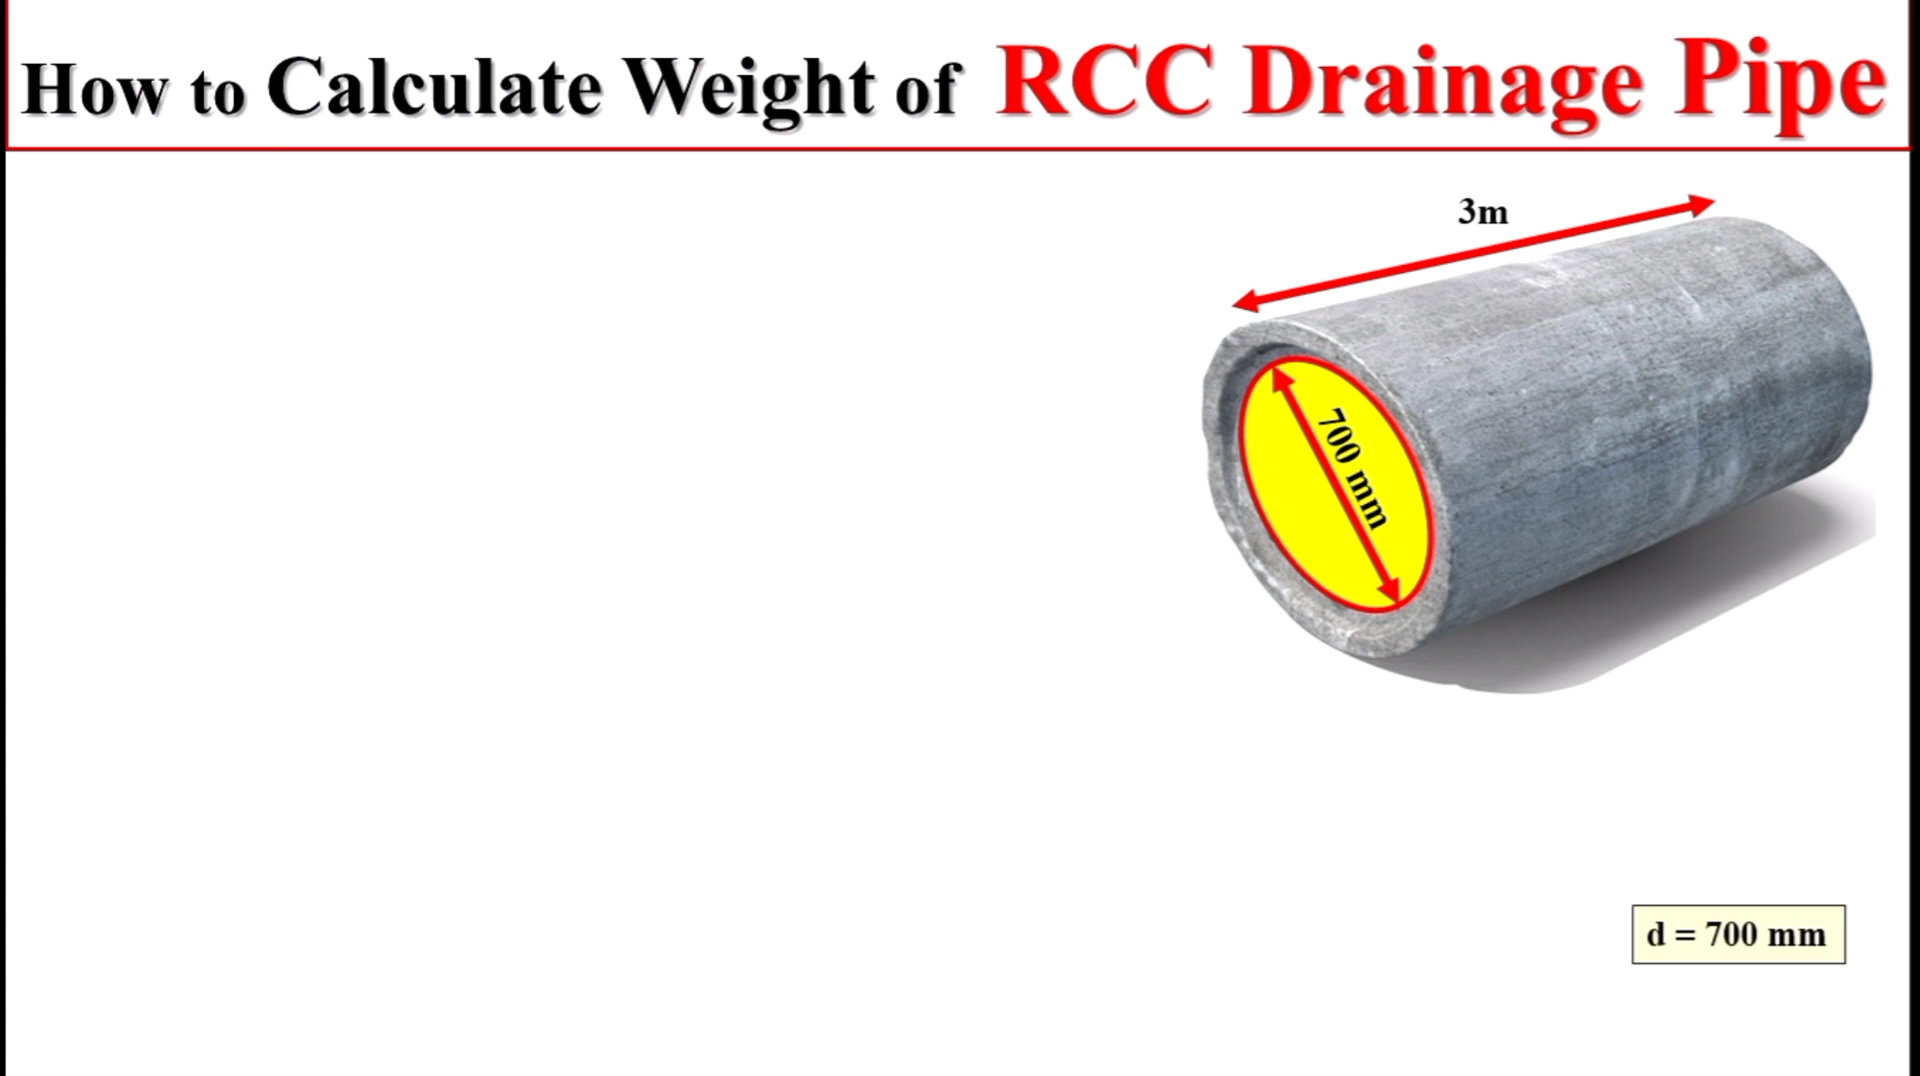 How to Calculate Weight of RCC Drainage Pipe
3m
700 mm
d = 700 mm